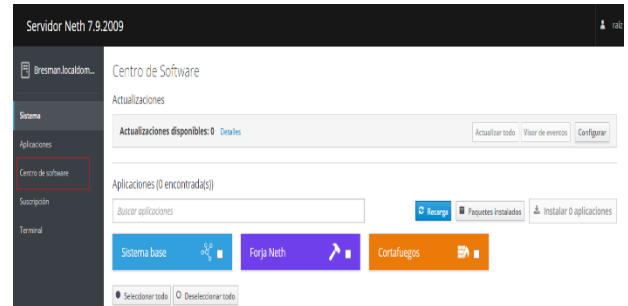 Servidor Neth 7.9.2009
raíz
Bresman.localdom...
Sistema
Aplicaciones
Centro de software
Suscripción
Terminal
Centro de Software
Actualizaciones
Actualizaciones disponibles: 0 Detalles
Actualizar todo Visor de eventos Configurar
Aplicaciones (0 encontrada(s))
Buscar aplicaciones
Recarga Paquetes instalados Instalar 0 aplicaciones
Sistema base Forja Neth Cortafuegos
Seleccionar todo Deseleccionar todo